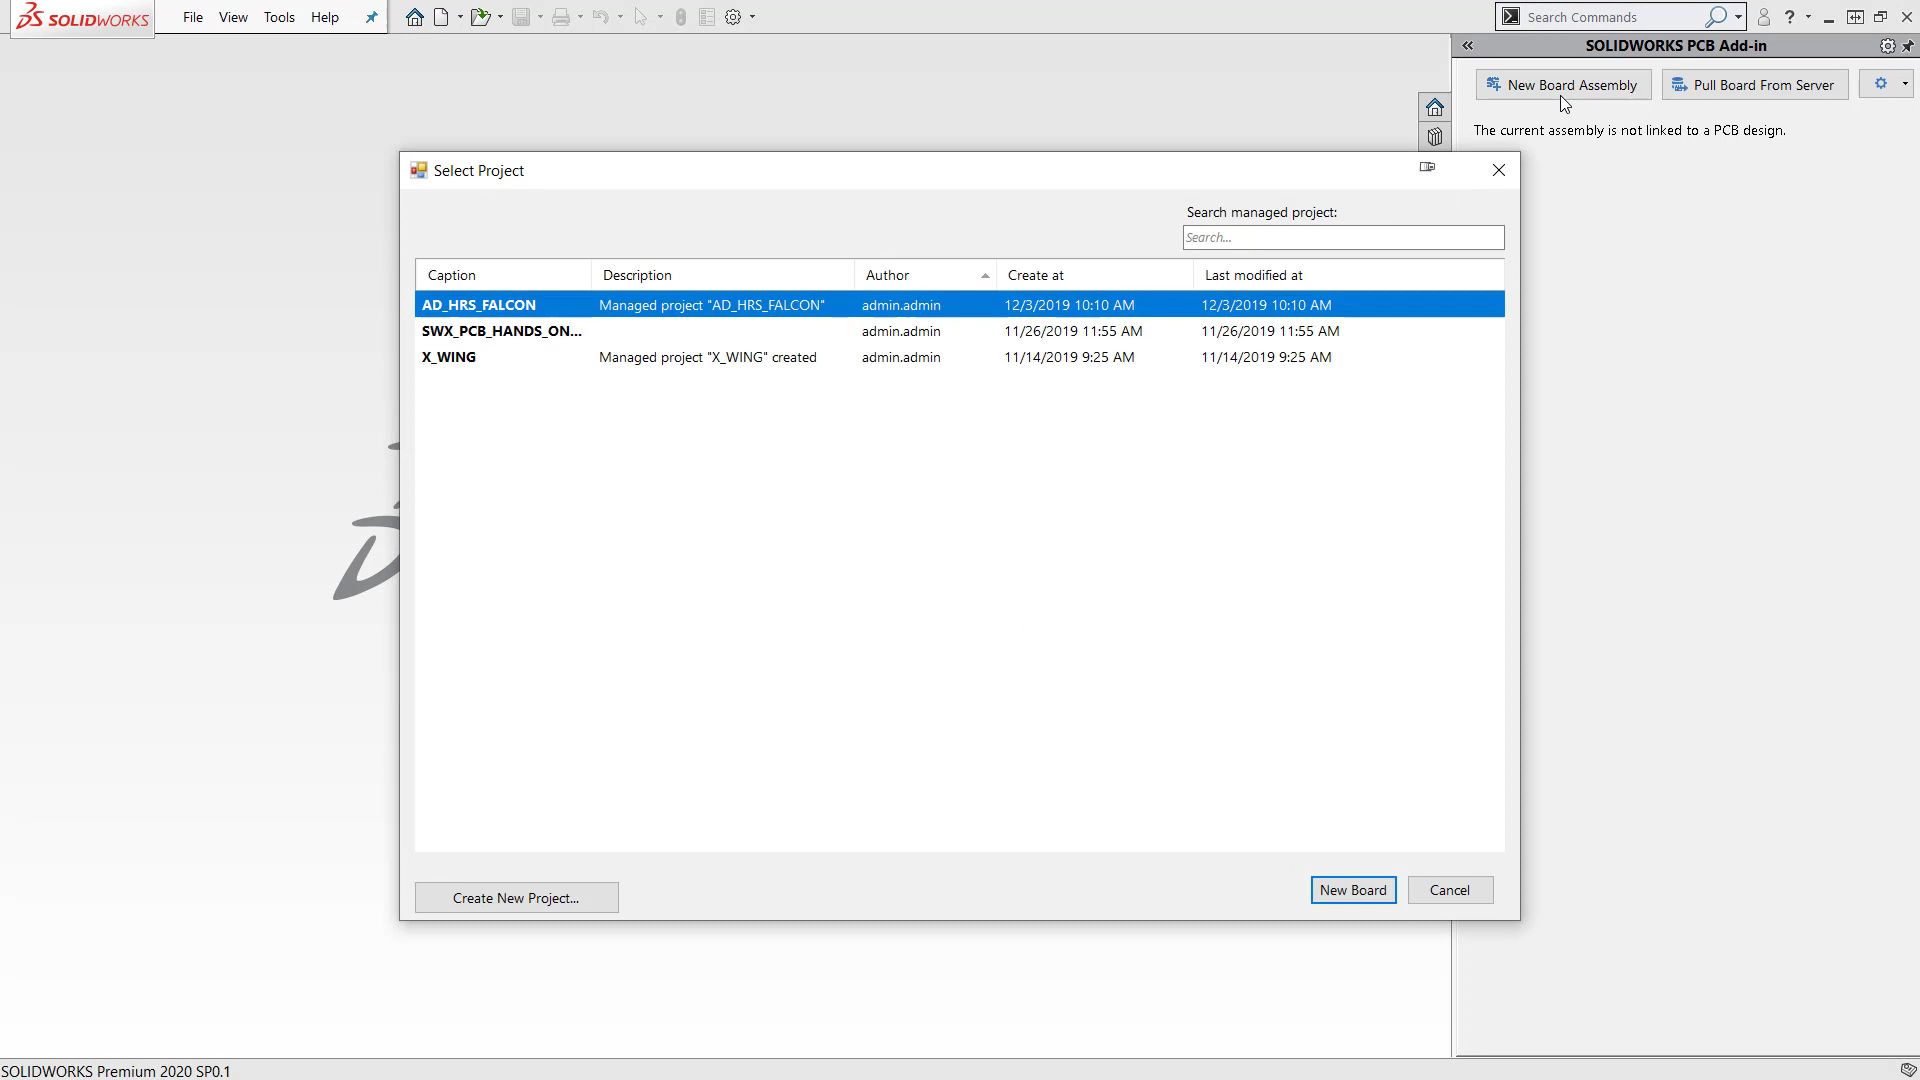 SOLIDWORKS File View Tools Help Search Commands ?
SOLIDWORKS PCB Add-in
New Board Assembly Pull Board From Server
The current assembly is not linked to a PCB design.
Select Project
Search managed project:
Search...
Caption Description Author Create at Last modified at
AD_HRS_FALCON Managed project "AD_HRS_FALCON" admin.admin 12/3/2019 10:10 AM 12/3/2019 10:10 AM
SWX_PCB_HANDS_ON... admin.admin 11/26/2019 11:55 AM 11/26/2019 11:55 AM
X_WING Managed project "X_WING" created admin.admin 11/14/2019 9:25 AM 11/14/2019 9:25 AM
Create New Project... New Board Cancel
SOLIDWORKS Premium 2020 SP0.1